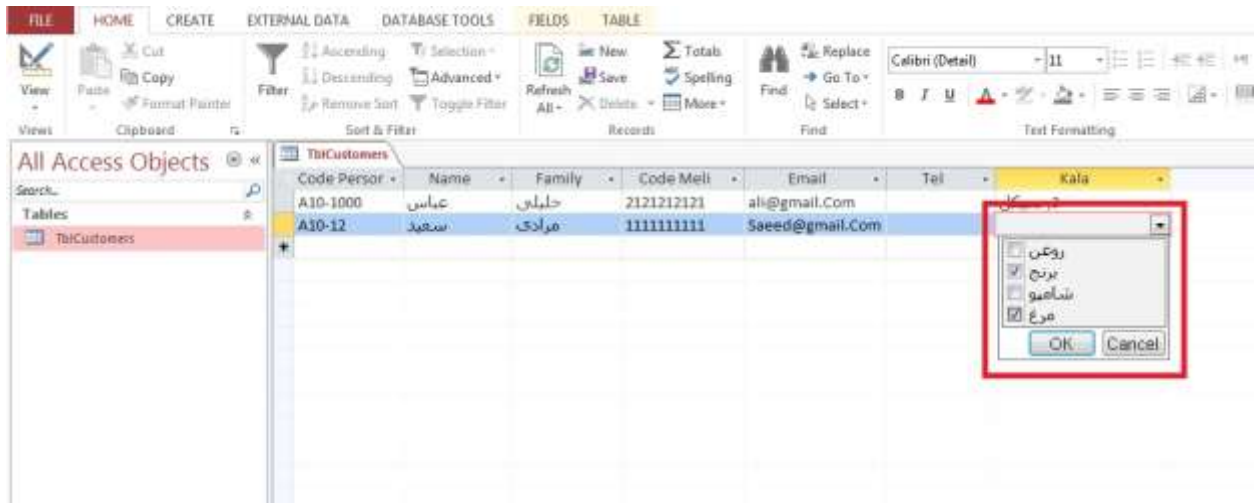 FILE HOME CREATE EXTERNAL DATA DATABASE TOOLS FIELDS TABLE
Cut Ascending Selection New Totals Replace Calibri (Detail) 11
View Paste Copy Filter Descending Advanced Refresh All Save Spelling Find Go To B I U A
Format Painter Remove Sort Toggle Filter Delete More Select
Views Clipboard Sort & Filter Records Find Text Formatting
All Access Objects TblCustomers
Search... Code Person Name Family Code Meli Email Tel Kala
Tables A10-1000 عباس خلیلی 2121212121 ali@gmail.Com
TblCustomers A10-12 سعید مرادی 1111111111 Saeed@gmail.Com
روغن
برنج
شامپو
مرغ
OK Cancel